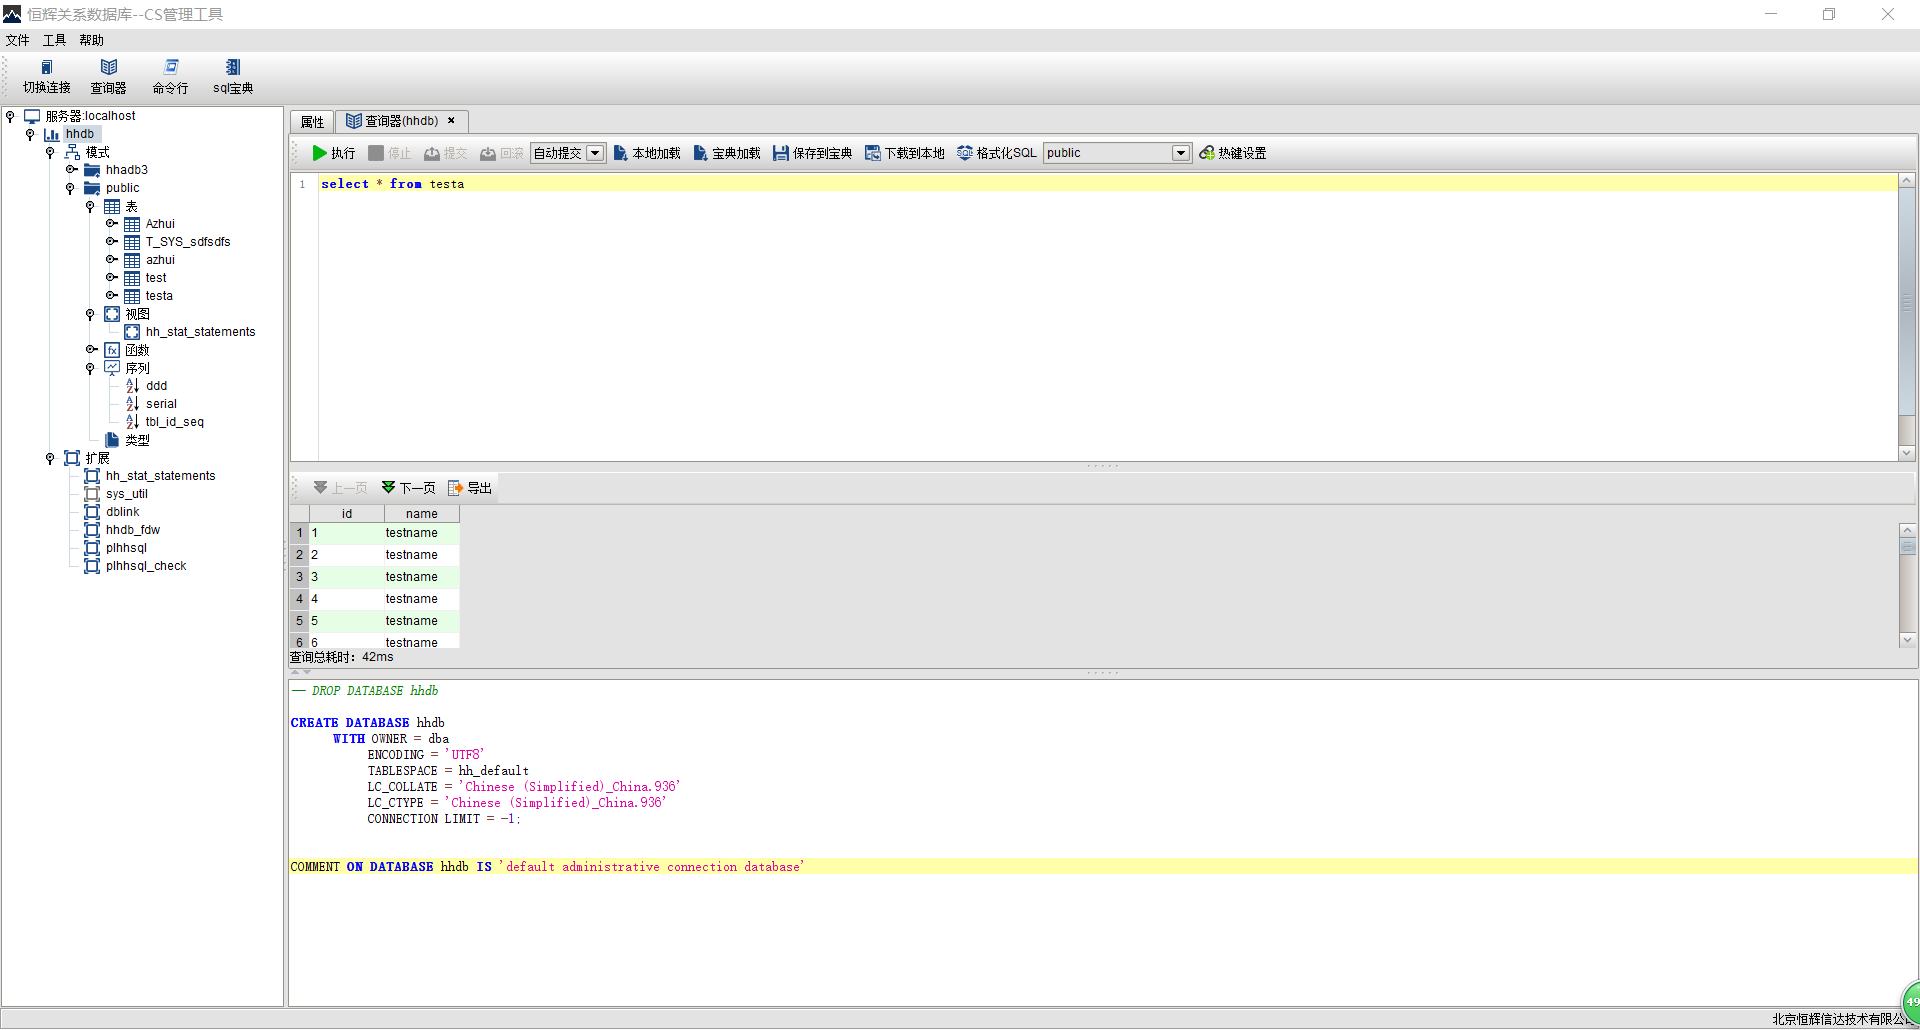 恒辉关系数据库--CS管理工具
文件 工具 帮助
切换连接 查询器 命令行 sql宝典
服务器:localhost
hhdb
模式
hhadb3
public
表
Azhui
T_SYS_sdfsdfs
azhui
test
testa
视图
hh_stat_statements
fx 函数
序列
ddd
serial
tbl_id_seq
类型
扩展
hh_stat_statements
sys_util
dblink
hhdb_fdw
plhhsql
plhhsql_check
属性 查询器(hhdb) ×
执行 停止 提交 回滚 自动提交 本地加载 宝典加载 保存到宝典 下载到本地 SQL 格式化SQL public 热键设置
1 select * from testa
上一页 下一页 导出
id name
1 1 testname
2 2 testname
3 3 testname
4 4 testname
5 5 testname
6 6 testname
查询总耗时：42ms
-- DROP DATABASE hhdb
CREATE DATABASE hhdb
WITH OWNER = dba
ENCODING = 'UTF8'
TABLESPACE = hh_default
LC_COLLATE = 'Chinese (Simplified)_China.936'
LC_CTYPE = 'Chinese (Simplified)_China.936'
CONNECTION LIMIT = -1;
COMMENT ON DATABASE hhdb IS 'default administrative connection database'
49
北京恒辉信达技术有限公